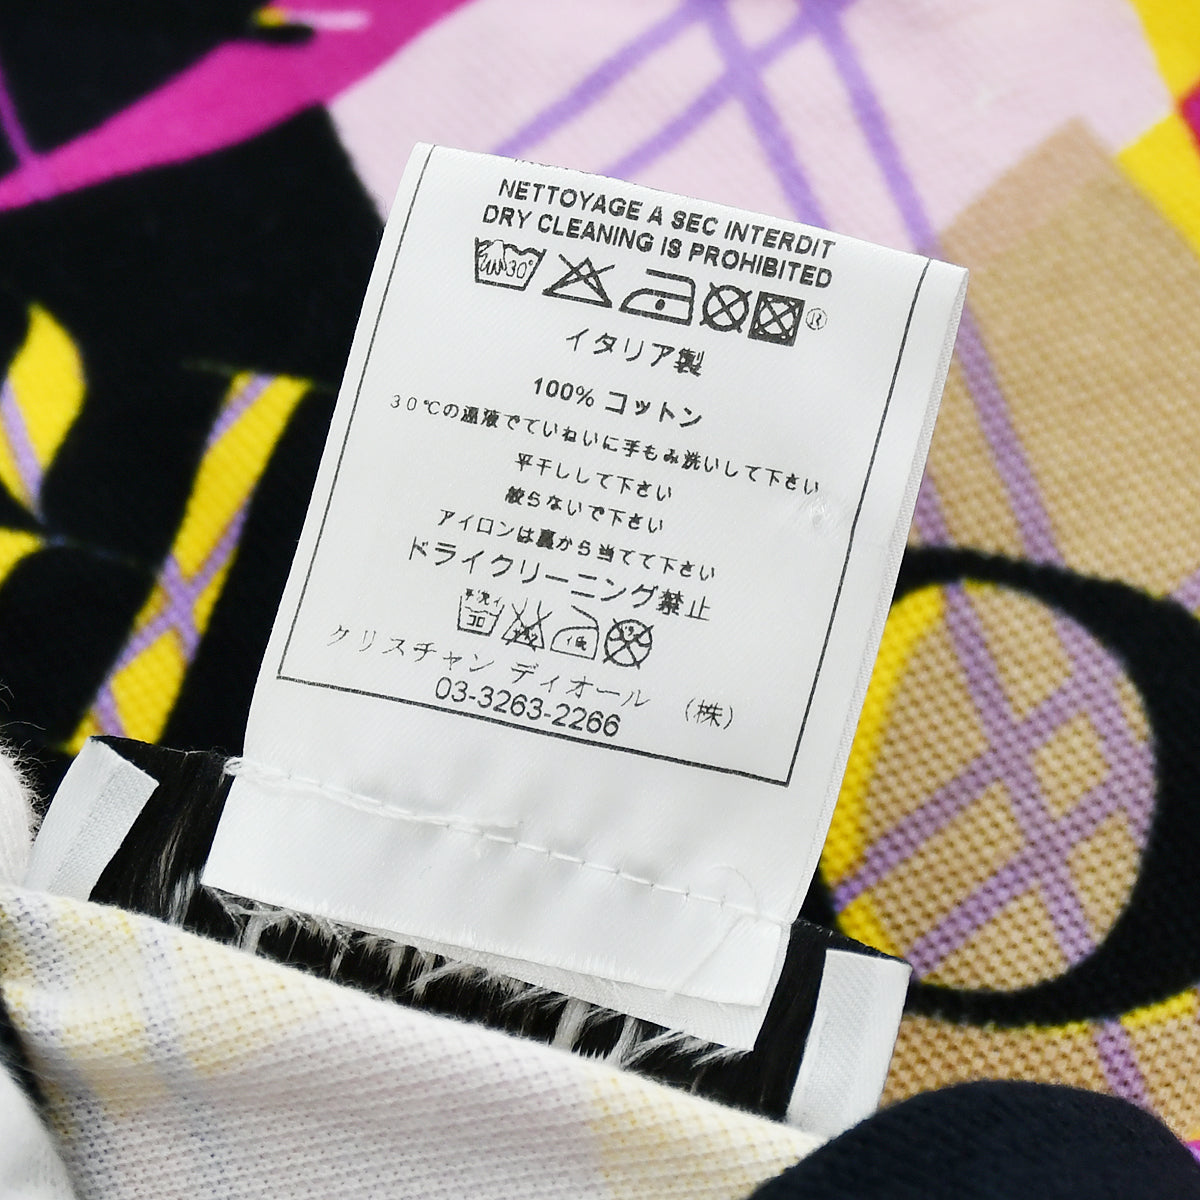 NETTOYAGE A SEC INTERDIT
DRY CLEANING IS PROHIBITED
30° ®
イタリア製
100% コットン
30℃の温液でていねいに手もみ洗いして下さい
平干しして下さい
絞らないで下さい
アイロンは裏から当てて下さい
ドライクリーニング禁止
30
クリスチャン ディオール (株)
03-3263-2266